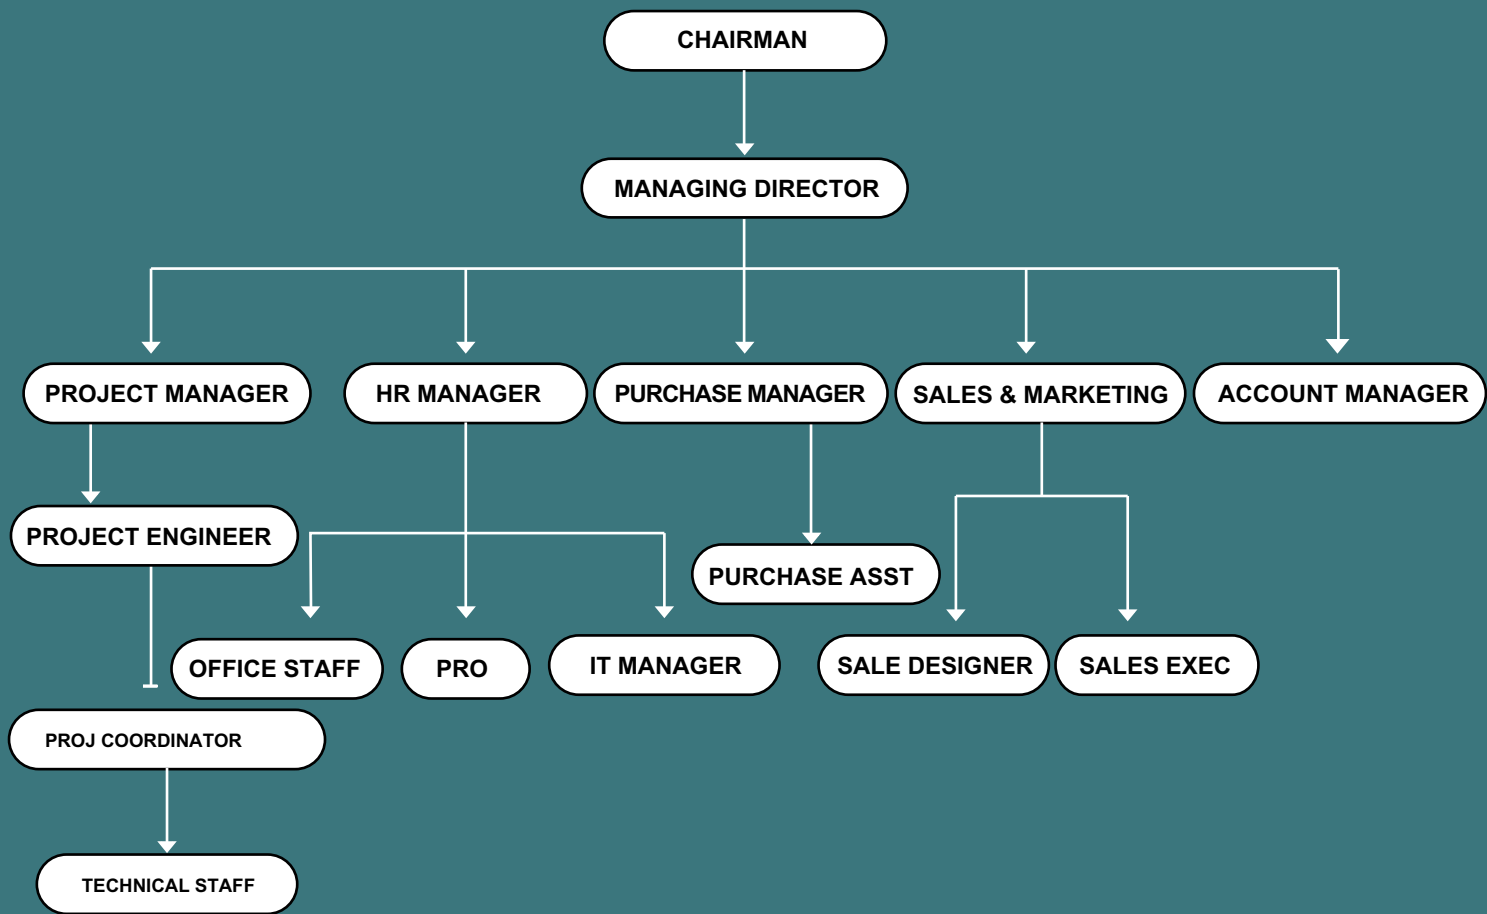 CHAIRMAN
MANAGING DIRECTOR
PROJECT MANAGER
HR MANAGER
PURCHASE MANAGER
SALES & MARKETING
ACCOUNT MANAGER
PROJECT ENGINEER
PURCHASE ASST
OFFICE STAFF
PRO
IT MANAGER
SALE DESIGNER
SALES EXEC
PROJ COORDINATOR
TECHNICAL STAFF